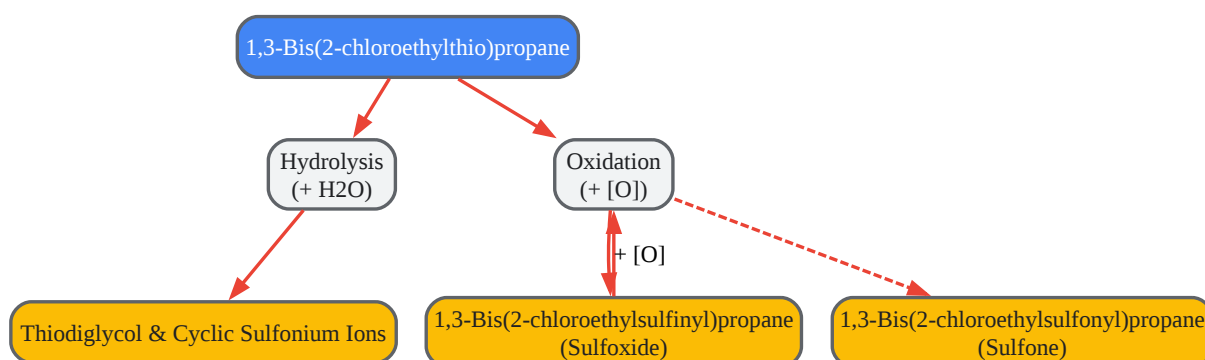 1,3-Bis(2-chloroethylthio)propane
Hydrolysis
(+ H2O)
Oxidation
(+ [O])
+ [O]
Thiodiglycol & Cyclic Sulfonium Ions
1,3-Bis(2-chloroethylsulfinyl)propane
(Sulfoxide)
1,3-Bis(2-chloroethylsulfonyl)propane
(Sulfone)